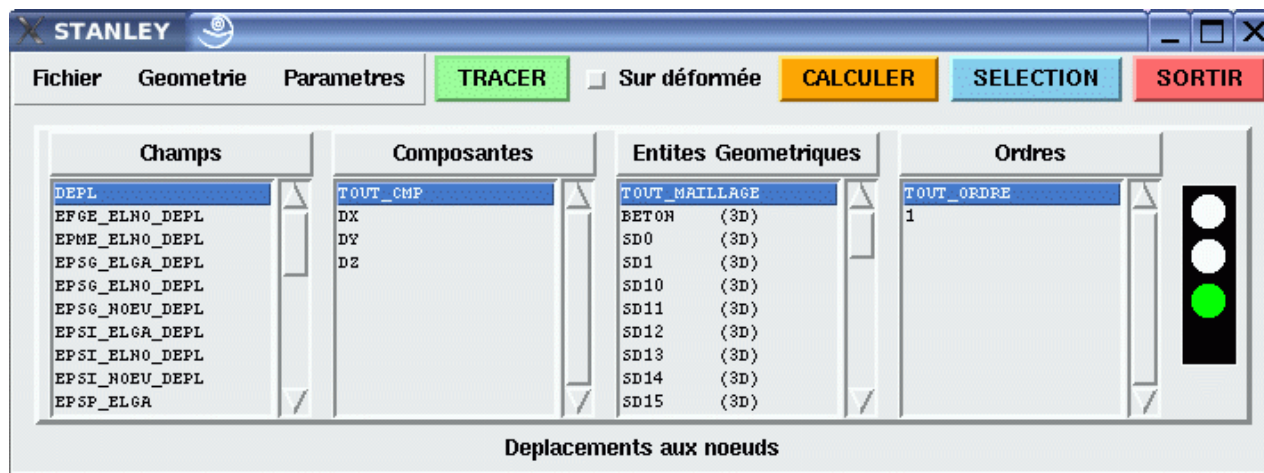 STANLEY
Fichier Geometrie Parametres TRACER Sur déformée CALCULER SELECTION SORTIR
Champs Composantes Entites Geometriques Ordres
DEPL TOUT_CMP TOUT_MAILLAGE TOUT_ORDRE
EFGE_ELNO_DEPL DX BETON (3D) 1
EPME_ELNO_DEPL DY SD0 (3D)
EPSG_ELGA_DEPL DZ SD1 (3D)
EPSG_ELNO_DEPL SD10 (3D)
EPSG_NOEU_DEPL SD11 (3D)
EPSI_ELGA_DEPL SD12 (3D)
EPSI_ELNO_DEPL SD13 (3D)
EPSI_NOEU_DEPL SD14 (3D)
EPSP_ELGA SD15 (3D)
Deplacements aux noeuds